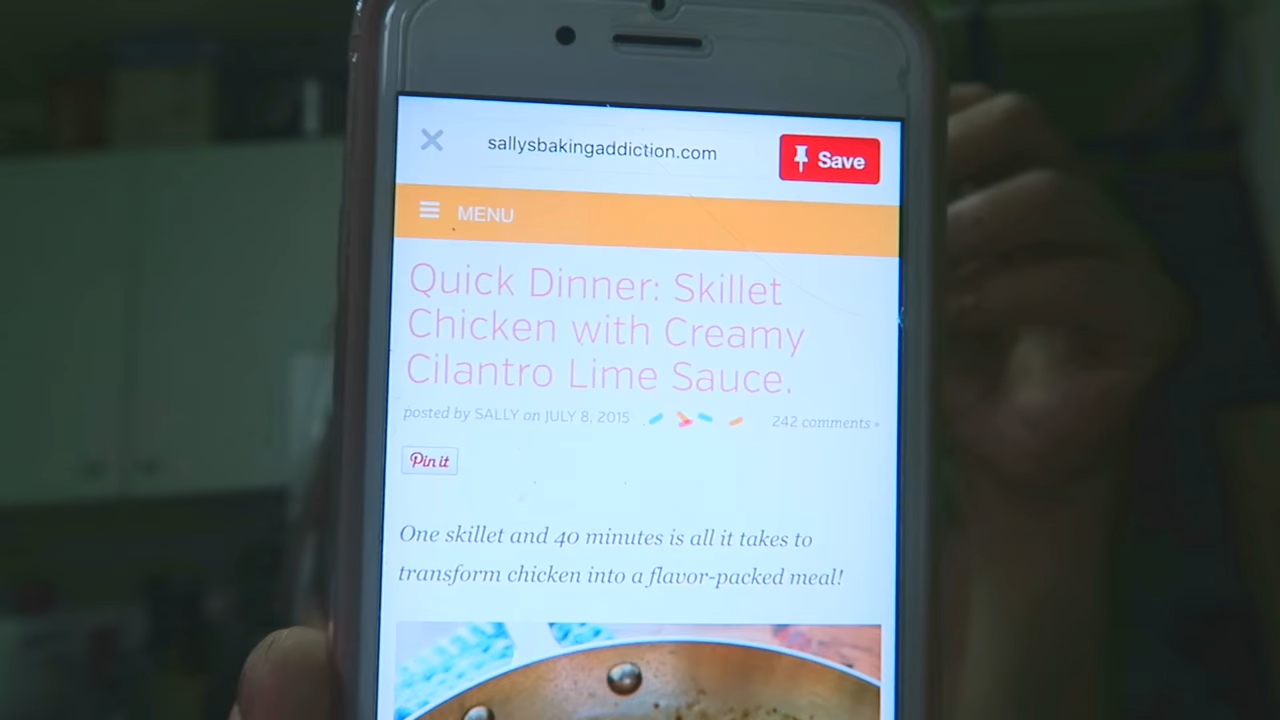 sallysbakingaddiction.com
Save
MENU
Quick Dinner: Skillet
Chicken with Creamy
Cilantro Lime Sauce.
posted by SALLY on JULY 8, 2015
242 comments »
Pin it
One skillet and 40 minutes is all it takes to
transform chicken into a flavor-packed meal!